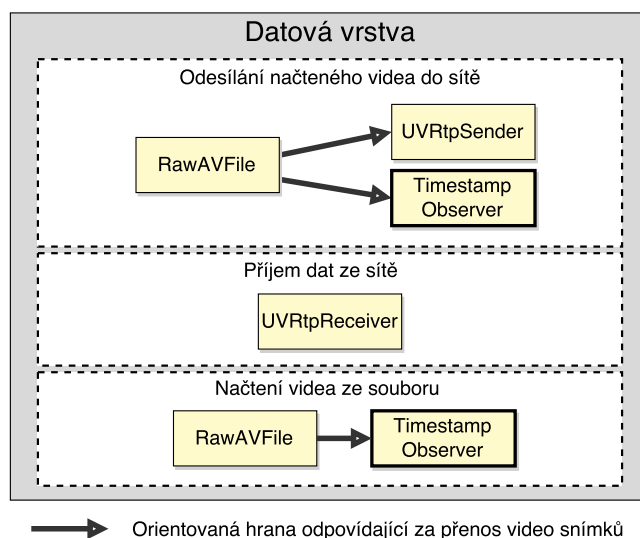 Datová vrstva
Odesílání načteného videa do sítě
UVRtpSender
RawAVFile
Timestamp
Observer
Příjem dat ze sítě
UVRtpReceiver
Načtení videa ze souboru
RawAVFile
Timestamp
Observer
Orientovaná hrana odpovídající za přenos video snímků